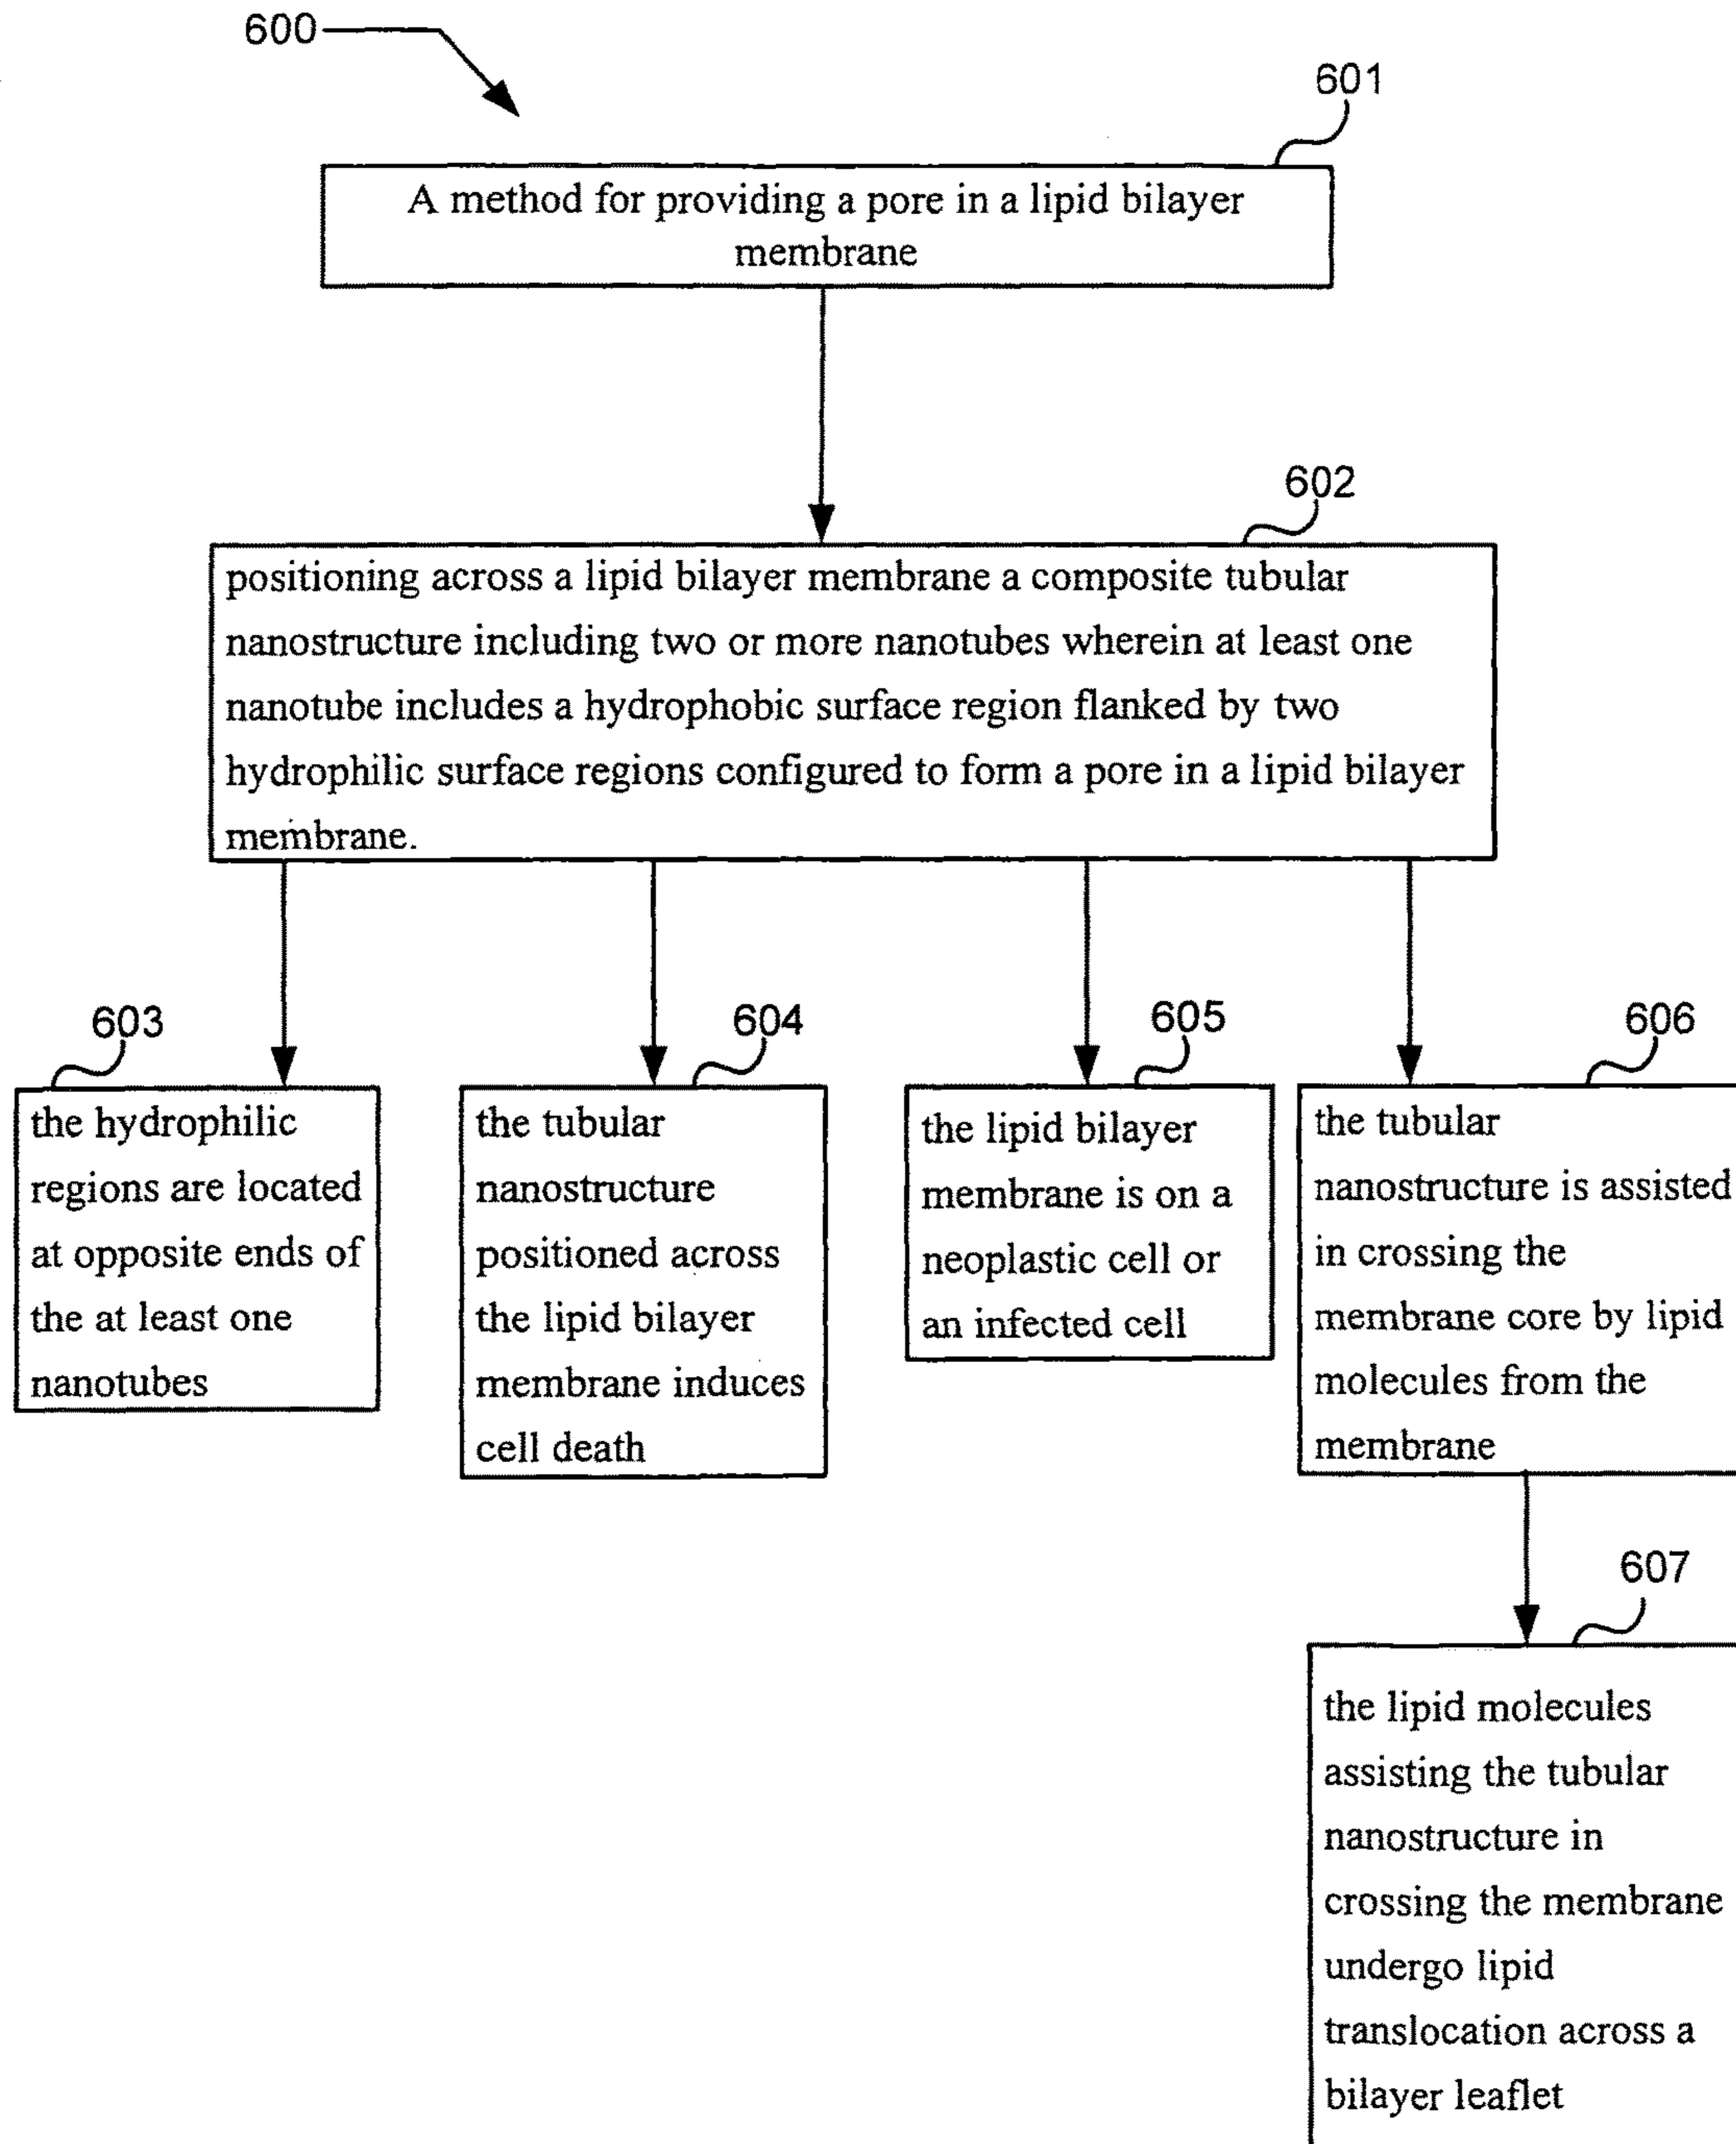 600
601
A method for providing a pore in a lipid bilayer
membrane
602
positioning across a lipid bilayer membrane a composite tubular
nanostructure including two or more nanotubes wherein at least one
nanotube includes a hydrophobic surface region flanked by two
hydrophilic surface regions configured to form a pore in a lipid bilayer
membrane.
603
the hydrophilic
regions are located
at opposite ends of
the at least one
nanotubes
604
the tubular
nanostructure
positioned across
the lipid bilayer
membrane induces
cell death
605
the lipid bilayer
membrane is on a
neoplastic cell or
an infected cell
606
the tubular
nanostructure is assisted
in crossing the
membrane core by lipid
molecules from the
membrane
607
the lipid molecules
assisting the tubular
nanostructure in
crossing the membrane
undergo lipid
translocation across a
bilayer leaflet